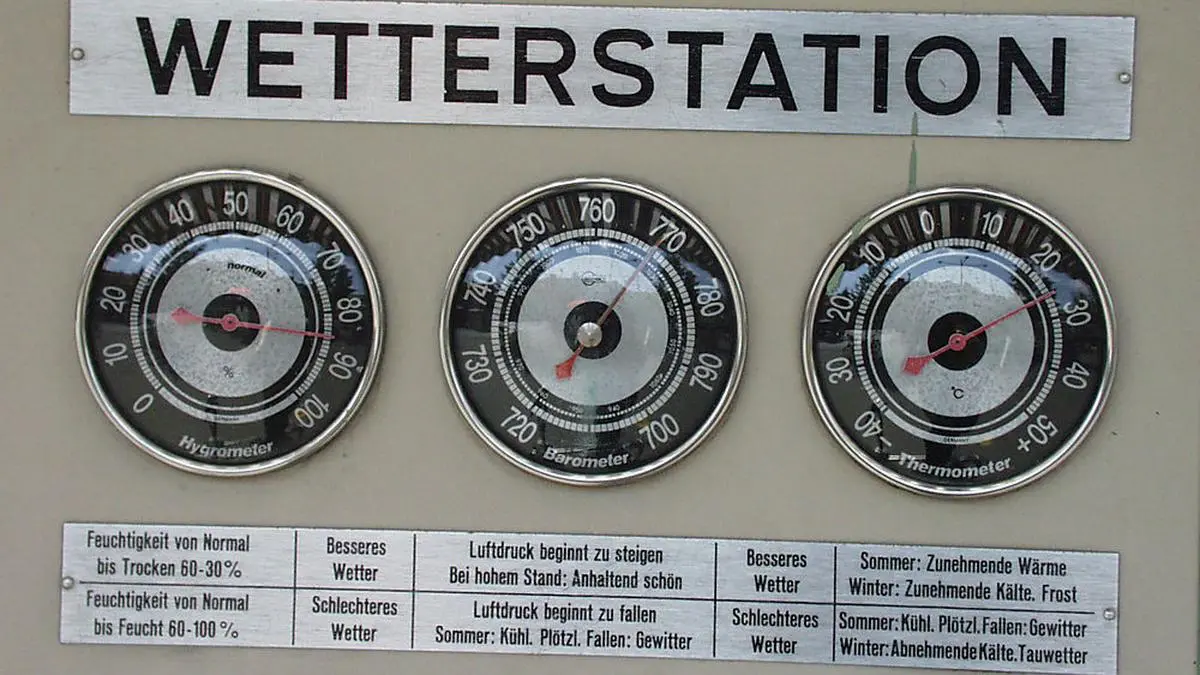 WETTERSTATION
0 10 20 30 40 50 60 70 80 90 100
normal
%
Hygrometer
720 730 740 750 760 770 780 790 700
Barometer
-40 30 20 10 0 10 20 30 40 50+
°C
GERMANY
Thermometer
Feuchtigkeit von Normal
bis Trocken 60-30%
Besseres
Wetter
Luftdruck beginnt zu steigen
Bei hohem Stand: Anhaltend schön
Besseres
Wetter
Sommer: Zunehmende Wärme
Winter: Zunehmende Kälte. Frost
Feuchtigkeit von Normal
bis Feucht 60-100%
Schlechteres
Wetter
Luftdruck beginnt zu fallen
Sommer: Kühl. Plötzl. Fallen: Gewitter
Schlechteres
Wetter
Sommer: Kühl. Plötzl. Fallen: Gewitter
Winter: Abnehmende Kälte. Tauwetter